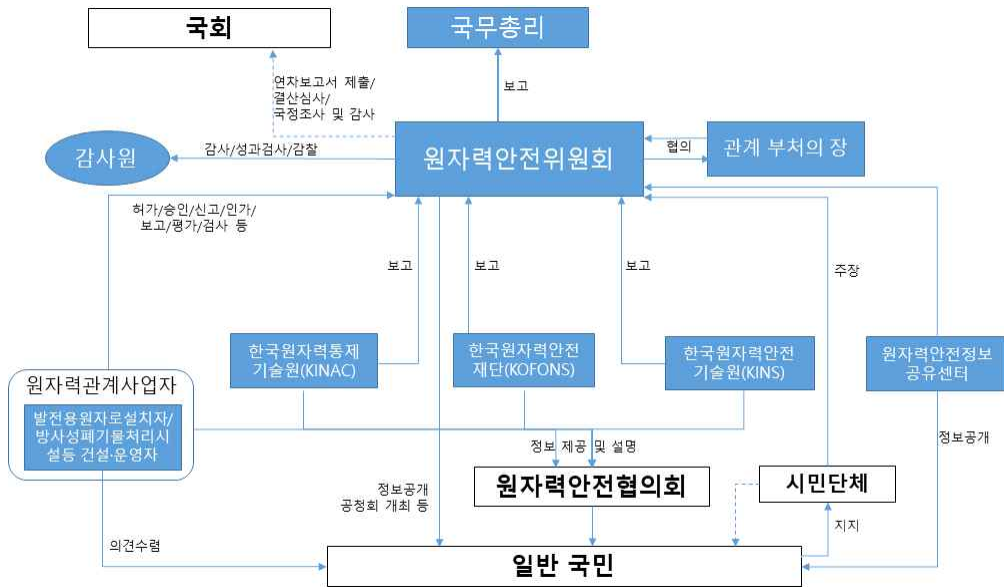 국회
국무총리
연차보고서 제출/
결산심사/
국정조사 및 감사
보고
감사원
감사/성과검사/감찰
원자력안전위원회
협의
관계 부처의 장
허가/승인/신고/인가/
보고/평가/검사 등
보고
보고
보고
주장
한국원자력통제
기술원(KINAC)
한국원자력안전
재단(KOFONS)
한국원자력안전
기술원(KINS)
원자력안전정보
공유센터
원자력관계사업자
발전용원자로설치자/
방사성폐기물처리시
설등 건설·운영자
정보 제공 및 설명
정보공개
원자력안전협의회
시민단체
정보공개
공청회 개최 등
지지
의견수렴
일반 국민